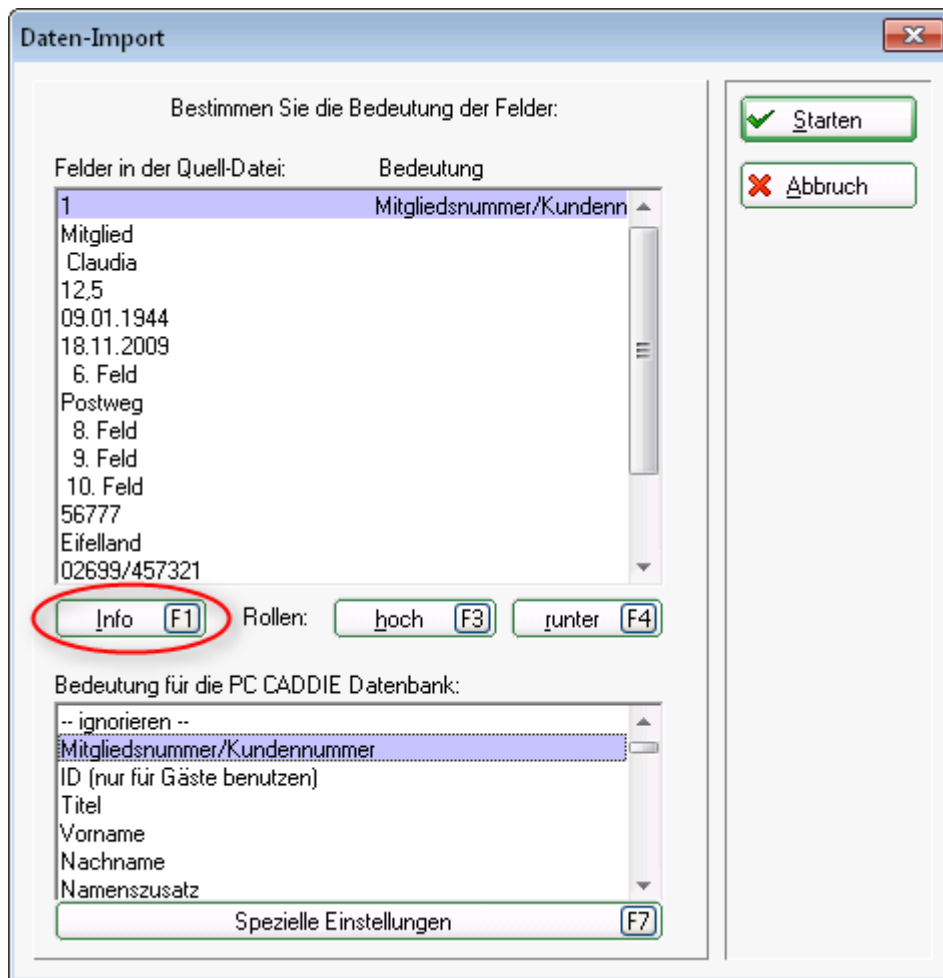 Daten-Import
Bestimmen Sie die Bedeutung der Felder:
Starten
Abbruch
Felder in der Quell-Datei: Bedeutung
1 Mitgliedsnummer/Kundenn
Mitglied
Claudia
12,5
09.01.1944
18.11.2009
6. Feld
Postweg
8. Feld
9. Feld
10. Feld
56777
Eifelland
02699/457321
Info F1 Rollen: hoch F3 runter F4
Bedeutung für die PC CADDIE Datenbank:
-- ignorieren --
Mitgliedsnummer/Kundennummer
ID (nur für Gäste benutzen)
Titel
Vorname
Nachname
Namenszusatz
Spezielle Einstellungen F7